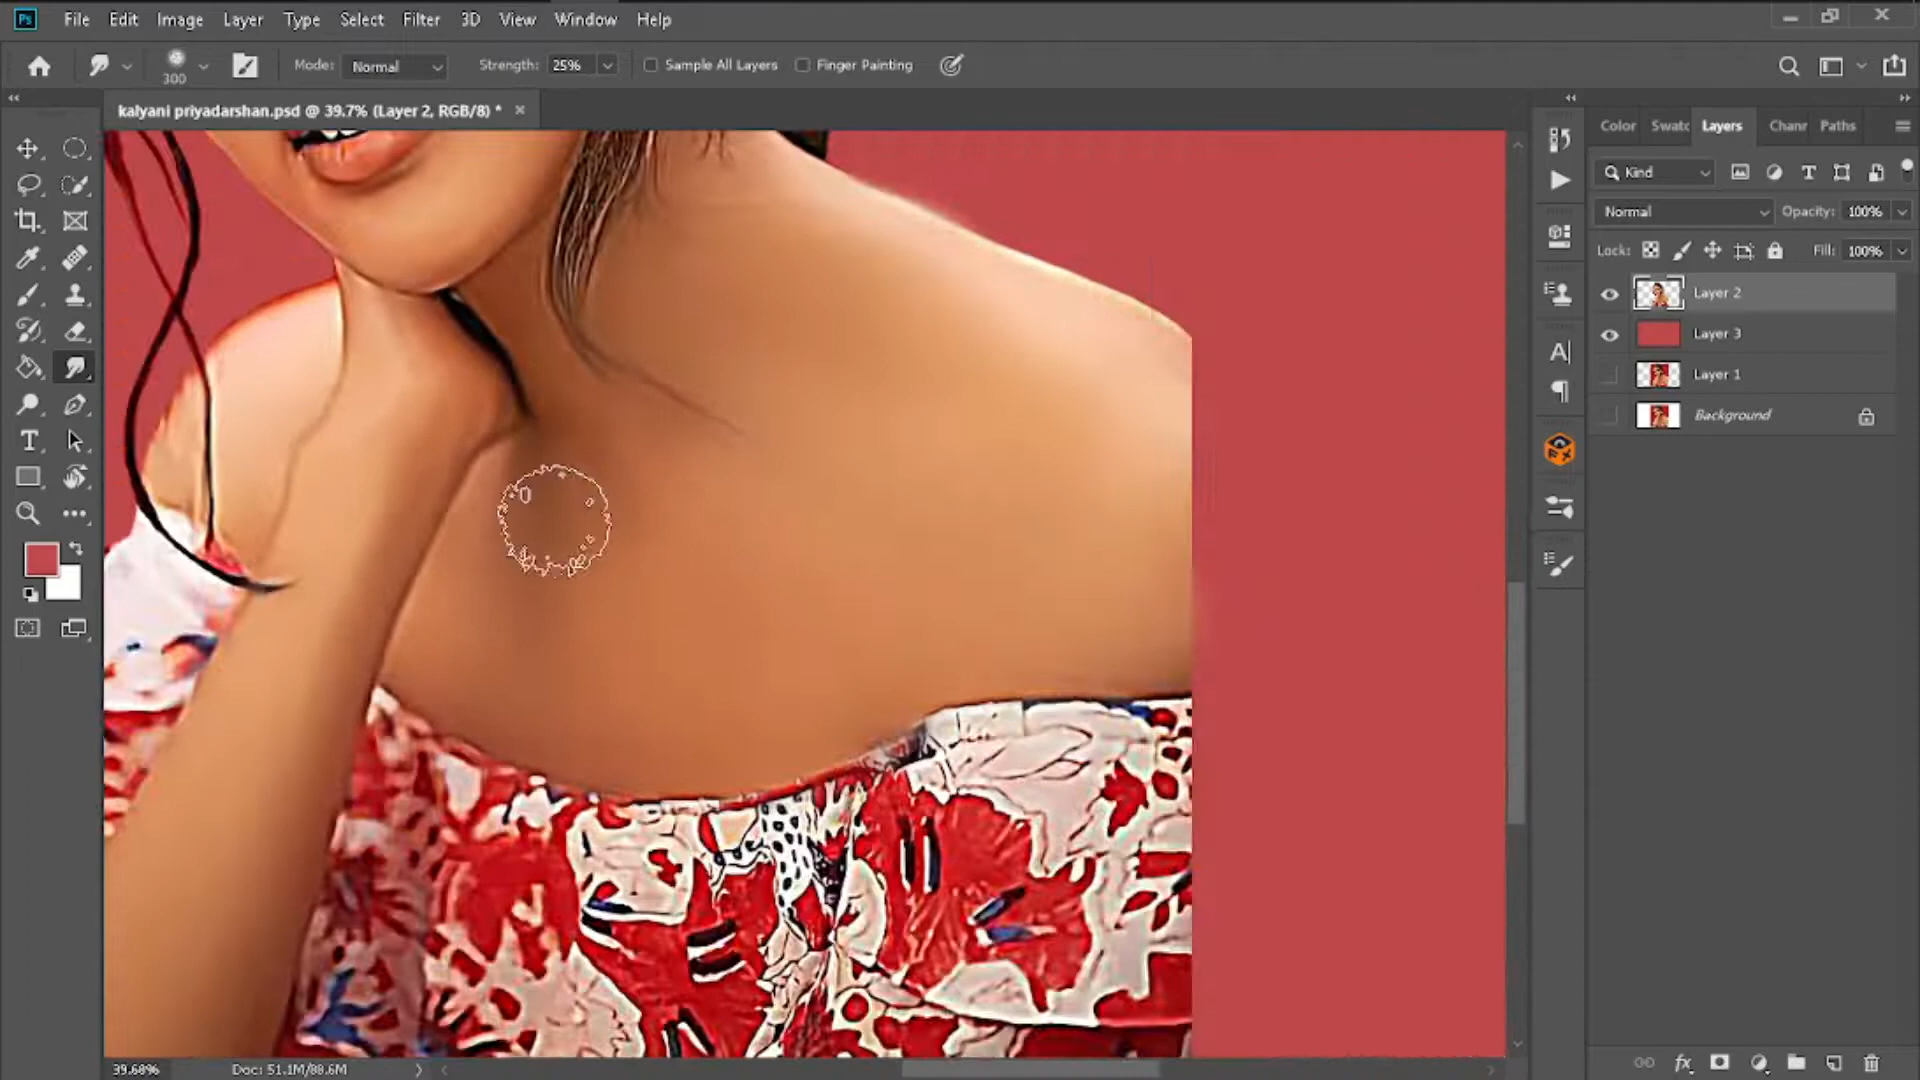 Ps File Edit Image Layer Type Select Filter 3D View Window Help
300 Mode: Normal Strength: 25% Sample All Layers Finger Painting
kalyani priyadarshan.psd @ 39.7% (Layer 2, RGB/8) * ×
Color Swatc Layers Chanr Paths
Kind
Normal Opacity: 100%
Lock: Fill: 100%
Layer 2
Layer 3
Layer 1
Background
39.68% Doc: 51.1M/88.6M